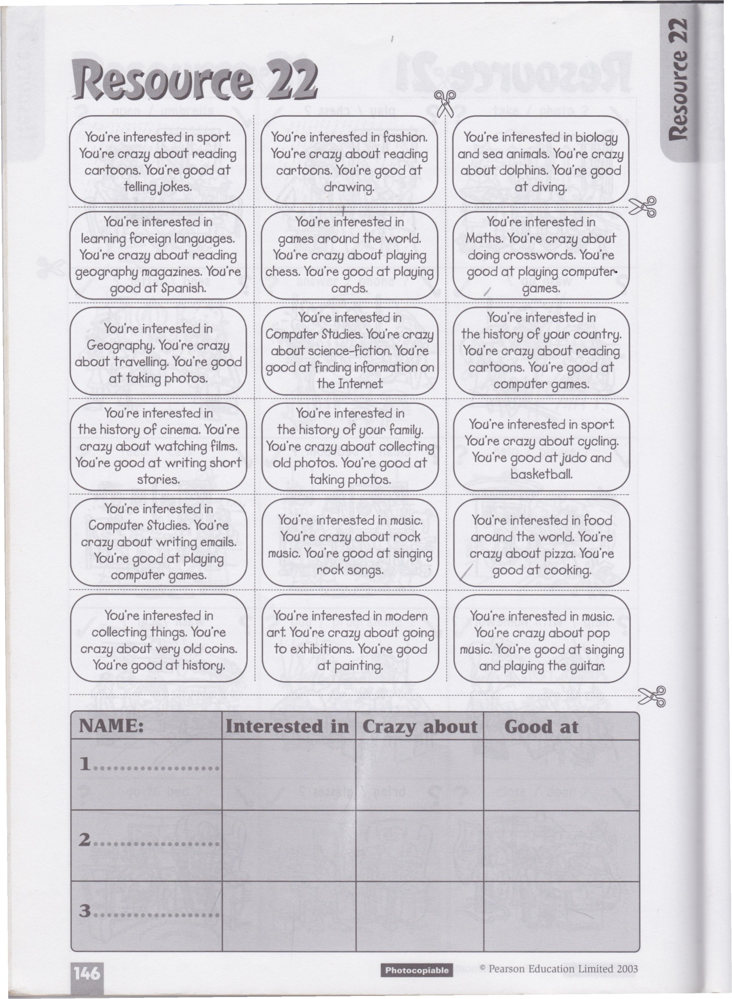 Resource 22
Resource 22
You're interested in sport.
You're crazy about reading
cartoons. You're good at
telling jokes.
You're interested in fashion.
You're crazy about reading
cartoons. You're good at
drawing.
You're interested in biology
and sea animals. You're crazy
about dolphins. You're good
at diving.
You're interested in
learning foreign languages.
You're crazy about reading
geography magazines. You're
good at Spanish.
You're interested in
games around the world.
You're crazy about playing
chess. You're good at playing
cards.
You're interested in
Maths. You're crazy about
doing crosswords. You're
good at playing computer
games.
You're interested in
Geography. You're crazy
about travelling. You're good
at taking photos.
You're interested in
Computer Studies. You're crazy
about science-fiction. You're
good at finding information on
the Internet.
You're interested in
the history of your country.
You're crazy about reading
cartoons. You're good at
computer games.
You're interested in
the history of cinema. You're
crazy about watching films.
You're good at writing short
stories.
You're interested in
the history of your family.
You're crazy about collecting
old photos. You're good at
taking photos.
You're interested in sport.
You're crazy about cycling.
You're good at judo and
basketball.
You're interested in
Computer Studies. You're
crazy about writing emails.
You're good at playing
computer games.
You're interested in music.
You're crazy about rock
music. You're good at singing
rock songs.
You're interested in food
around the world. You're
crazy about pizza. You're
good at cooking.
You're interested in
collecting things. You're
crazy about very old coins.
You're good at history.
You're interested in modern
art. You're crazy about going
to exhibitions. You're good
at painting.
You're interested in music.
You're crazy about pop
music. You're good at singing
and playing the guitar.
NAME: Interested in Crazy about Good at
1...................
2...................
3...................
146 Photocopiable © Pearson Education Limited 2003